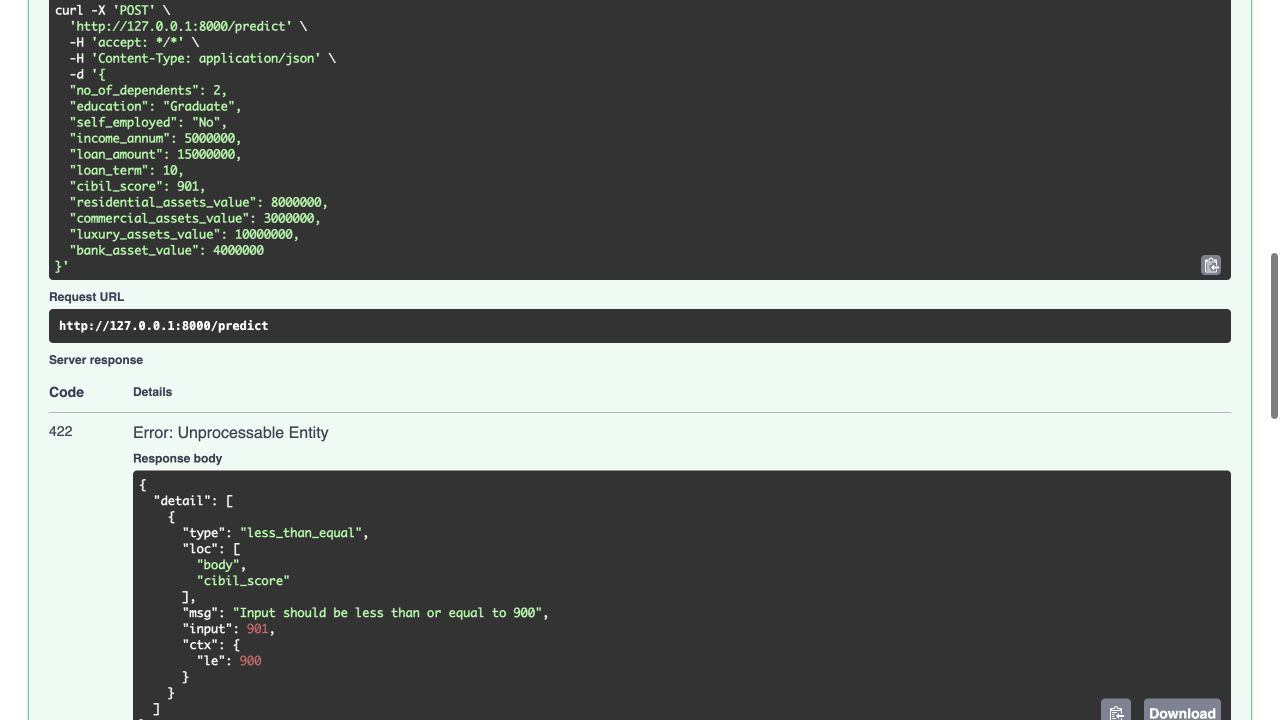 curl -X 'POST' \
  'http://127.0.0.1:8000/predict' \
  -H 'accept: */*' \
  -H 'Content-Type: application/json' \
  -d '{
  "no_of_dependents": 2,
  "education": "Graduate",
  "self_employed": "No",
  "income_annum": 5000000,
  "loan_amount": 15000000,
  "loan_term": 10,
  "cibil_score": 901,
  "residential_assets_value": 8000000,
  "commercial_assets_value": 3000000,
  "luxury_assets_value": 10000000,
  "bank_asset_value": 4000000
}'
Request URL
http://127.0.0.1:8000/predict
Server response
Code Details
422 Error: Unprocessable Entity
Response body
{
  "detail": [
    {
      "type": "less_than_equal",
      "loc": [
        "body",
        "cibil_score"
      ],
      "msg": "Input should be less than or equal to 900",
      "input": 901,
      "ctx": {
        "le": 900
      }
    }
  ]
Download